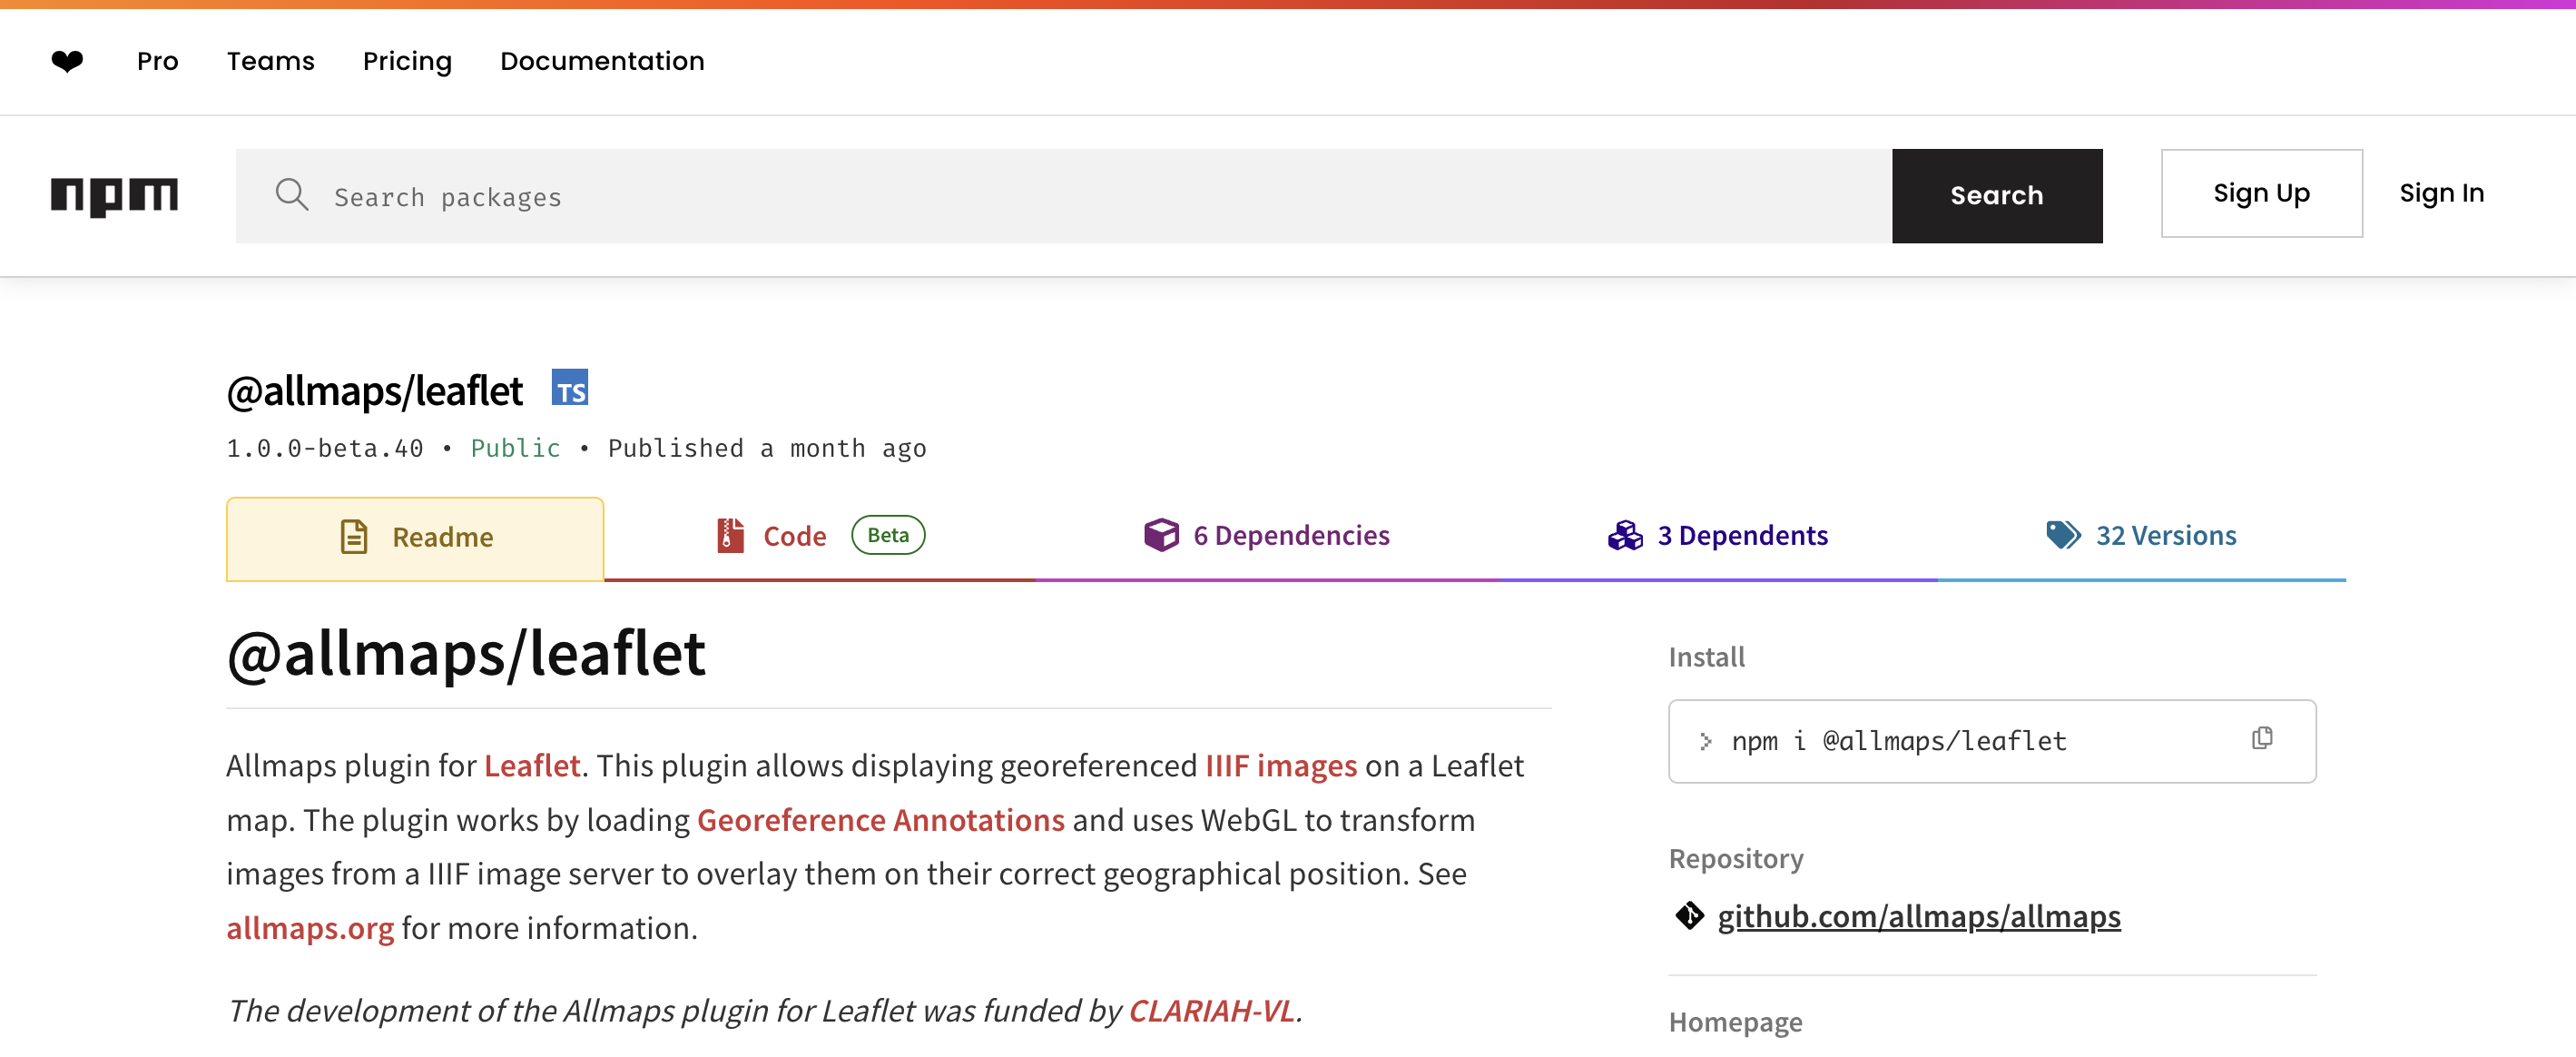 ❤ Pro Teams Pricing Documentation
npm Search packages Search Sign Up Sign In
@allmaps/leaflet TS
1.0.0-beta.40 • Public • Published a month ago
Readme Code Beta 6 Dependencies 3 Dependents 32 Versions
@allmaps/leaflet
Allmaps plugin for Leaflet. This plugin allows displaying georeferenced IIIF images on a Leaflet
map. The plugin works by loading Georeference Annotations and uses WebGL to transform
images from a IIIF image server to overlay them on their correct geographical position. See
allmaps.org for more information.
The development of the Allmaps plugin for Leaflet was funded by CLARIAH-VL.
Install
> npm i @allmaps/leaflet
Repository
github.com/allmaps/allmaps
Homepage